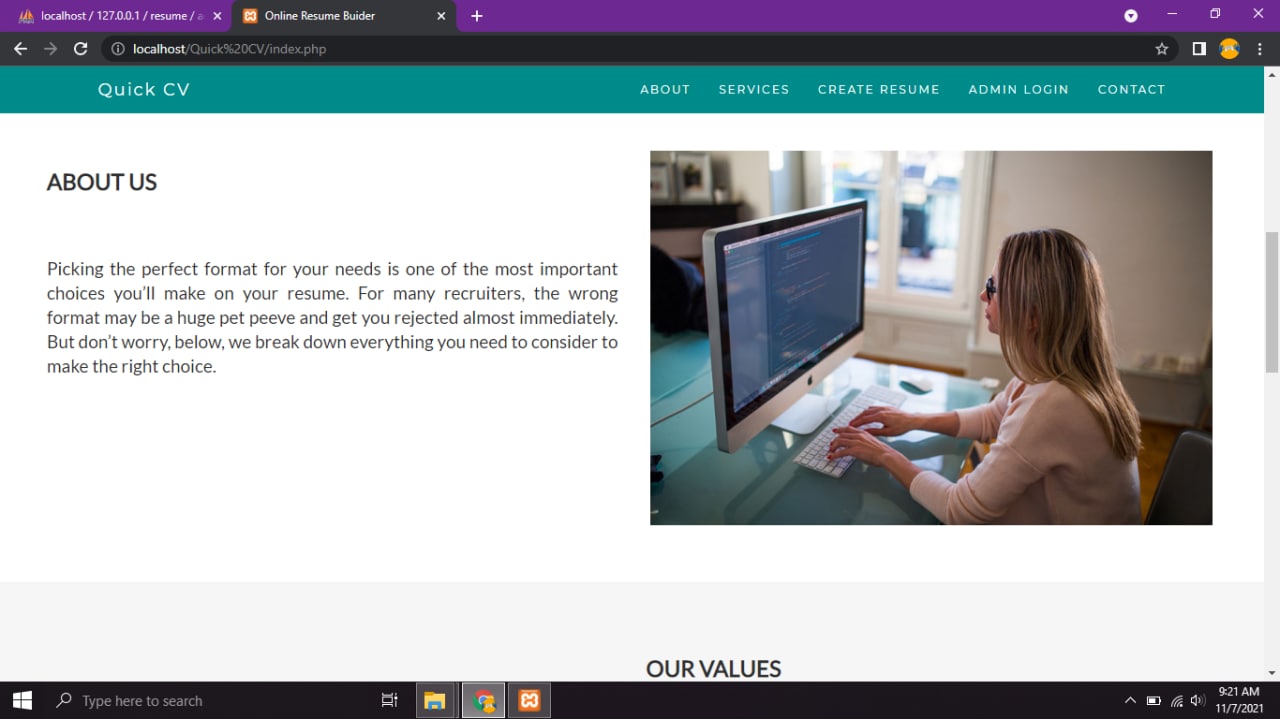 localhost / 127.0.0.1 / resume / a
Online Resume Buider
localhost/Quick%20CV/index.php
Quick CV
ABOUT
SERVICES
CREATE RESUME
ADMIN LOGIN
CONTACT
ABOUT US
Picking the perfect format for your needs is one of the most important
choices you’ll make on your resume. For many recruiters, the wrong
format may be a huge pet peeve and get you rejected almost immediately.
But don’t worry, below, we break down everything you need to consider to
make the right choice.
OUR VALUES
Type here to search
9:21 AM
11/7/2021